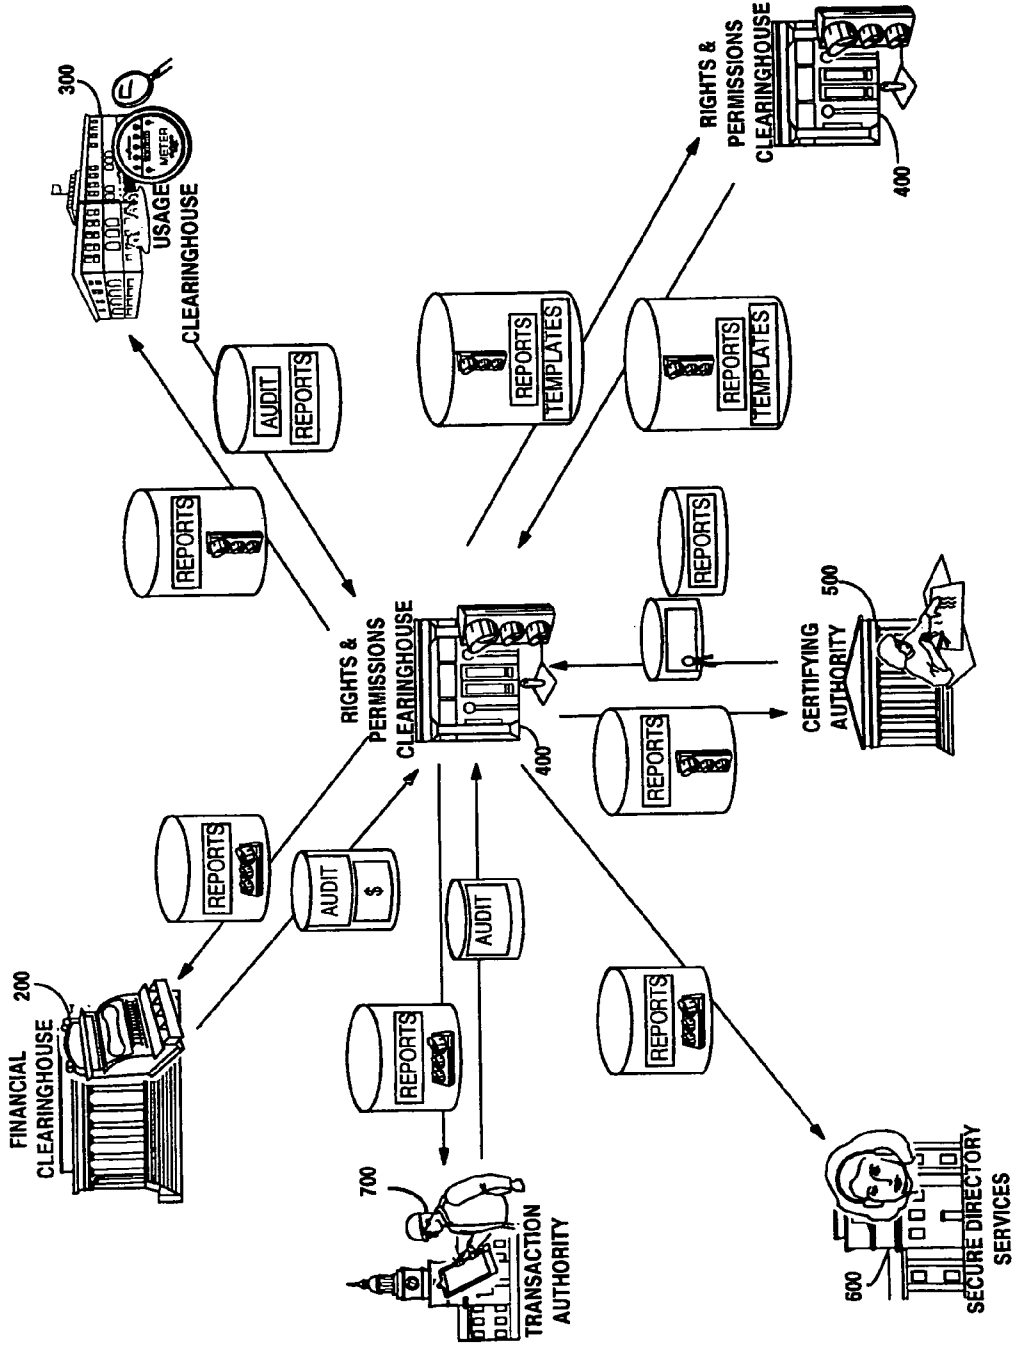 FINANCIAL
CLEARINGHOUSE
200
300
METER
USAGE
CLEARINGHOUSE
REPORTS
REPORTS
AUDIT
REPORTS
AUDIT
$
RIGHTS &
PERMISSIONS
CLEARINGHOUSE
400
700
REPORTS
AUDIT
TRANSACTION
AUTHORITY
REPORTS
TEMPLATES
REPORTS
REPORTS
REPORTS
REPORTS
TEMPLATES
RIGHTS &
PERMISSIONS
CLEARINGHOUSE
400
CERTIFYING
AUTHORITY
500
600
SECURE DIRECTORY
SERVICES